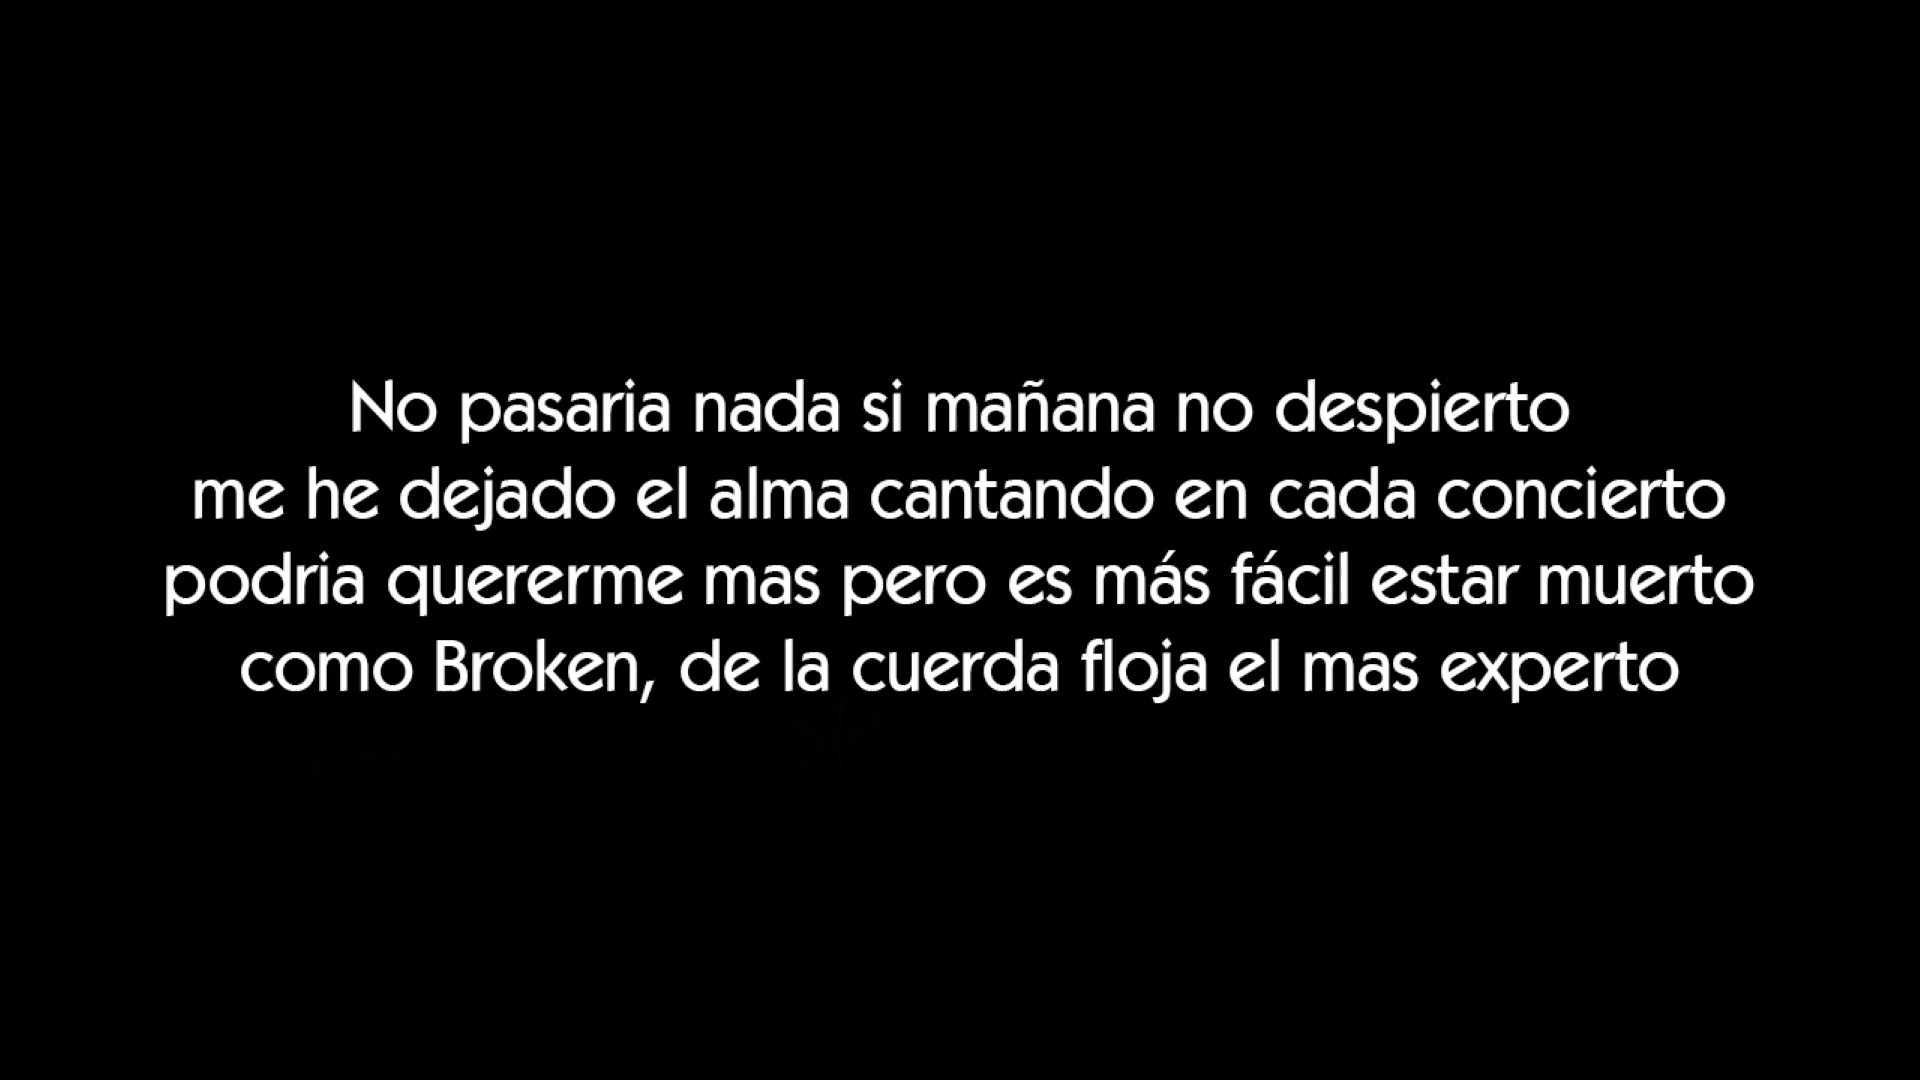 No pasaria nada si mañana no despierto
me he dejado el alma cantando en cada concierto
podria quererme mas pero es más fácil estar muerto
como Broken, de la cuerda floja el mas experto